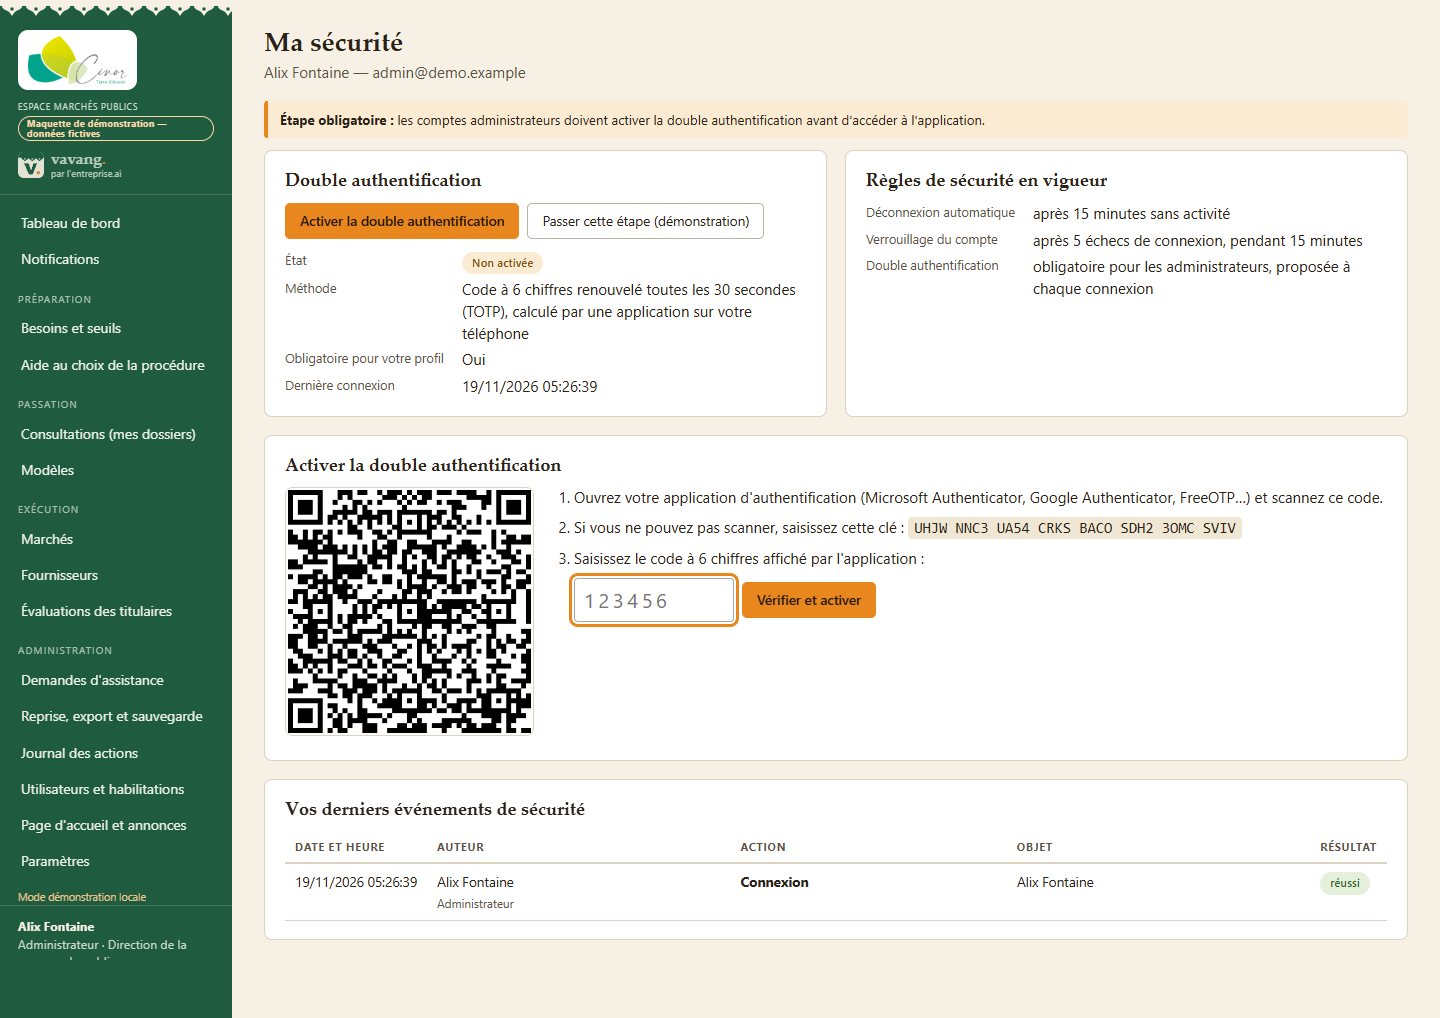 Cinor
ESPACE MARCHÉS PUBLICS
Maquette de démonstration —
données fictives
vavang.
par l'entreprise.ai
Tableau de bord
Notifications
PRÉPARATION
Besoins et seuils
Aide au choix de la procédure
PASSATION
Consultations (mes dossiers)
Modèles
EXÉCUTION
Marchés
Fournisseurs
Évaluations des titulaires
ADMINISTRATION
Demandes d'assistance
Reprise, export et sauvegarde
Journal des actions
Utilisateurs et habilitations
Page d'accueil et annonces
Paramètres
Mode démonstration locale
Alix Fontaine
Administrateur · Direction de la
Ma sécurité
Alix Fontaine — admin@demo.example
Étape obligatoire : les comptes administrateurs doivent activer la double authentification avant d'accéder à l'application.
Double authentification
Activer la double authentification
Passer cette étape (démonstration)
État Non activée
Méthode Code à 6 chiffres renouvelé toutes les 30 secondes
(TOTP), calculé par une application sur votre
téléphone
Obligatoire pour votre profil Oui
Dernière connexion 19/11/2026 05:26:39
Règles de sécurité en vigueur
Déconnexion automatique après 15 minutes sans activité
Verrouillage du compte après 5 échecs de connexion, pendant 15 minutes
Double authentification obligatoire pour les administrateurs, proposée à
chaque connexion
Activer la double authentification
1. Ouvrez votre application d'authentification (Microsoft Authenticator, Google Authenticator, FreeOTP…) et scannez ce code.
2. Si vous ne pouvez pas scanner, saisissez cette clé : UHJW NNC3 UA54 CRKS BACO SDH2 3OMC SVIV
3. Saisissez le code à 6 chiffres affiché par l'application :
123456 Vérifier et activer
Vos derniers événements de sécurité
DATE ET HEURE AUTEUR ACTION OBJET RÉSULTAT
19/11/2026 05:26:39 Alix Fontaine Connexion Alix Fontaine réussi
Administrateur